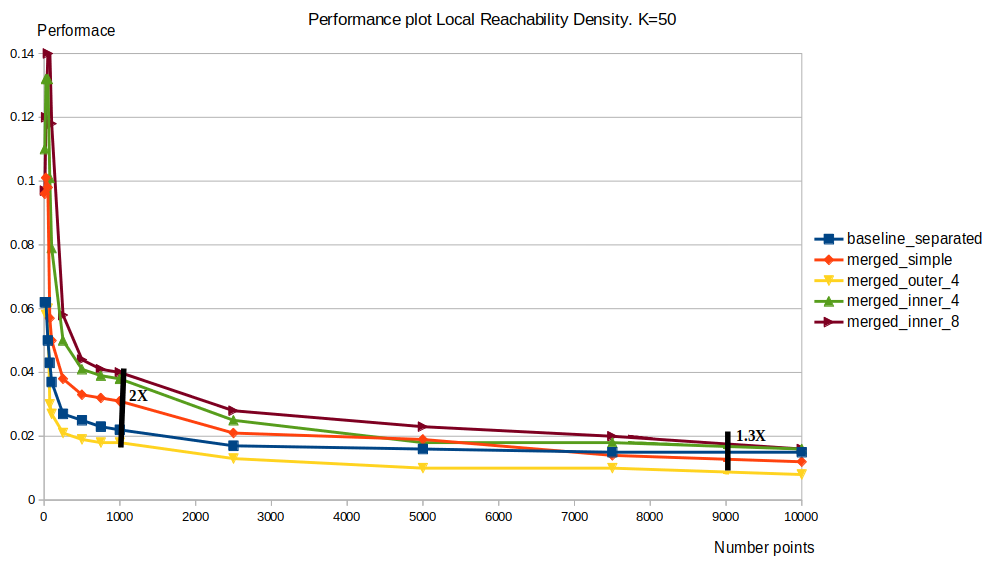 Performance plot Local Reachability Density. K=50
Performace
0.14
0.12
0.1
0.08
0.06
0.04
0.02
0
2X
1.3X
0 1000 2000 3000 4000 5000 6000 7000 8000 9000 10000
Number points
baseline_separated
merged_simple
merged_outer_4
merged_inner_4
merged_inner_8